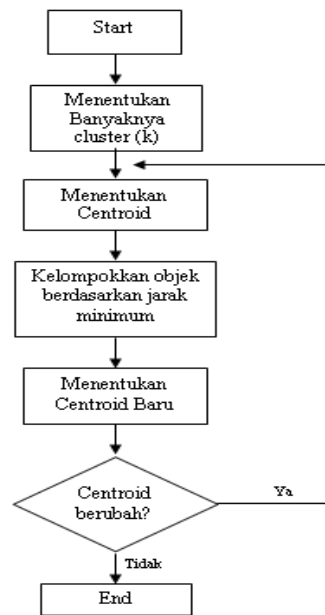 Start
Menentukan
Banyaknya
cluster (k)
Menentukan
Centroid
Kelompokkan objek
berdasarkan jarak
minimum
Menentukan
Centroid Baru
Centroid
berubah?
Ya
Tidak
End